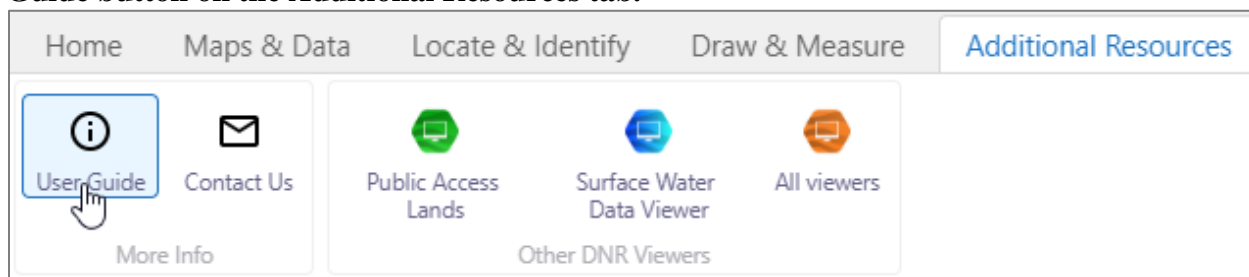 Guide button on the Additional Resources tab.
Home Maps & Data Locate & Identify Draw & Measure Additional Resources
User Guide Contact Us Public Access Lands Surface Water Data Viewer All viewers
More Info Other DNR Viewers